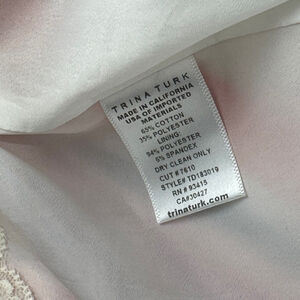 TRINA TURK
MADE IN CALIFORNIA
USA OF IMPORTED
MATERIALS
65% COTTON
35% POLYESTER
LINING:
94% POLYESTER
6% SPANDEX
DRY CLEAN ONLY
CUT # 7610
STYLE# TD183019
RN # 93415
CA#30427
trinaturk.com